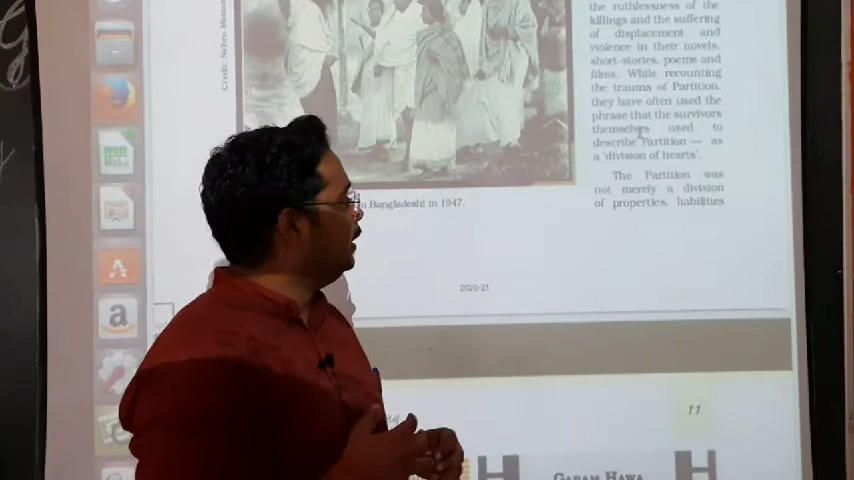 the ruthlessness of the
killings and the suffering
of displacement and
violence in their novels,
short-stories, poems and
films. While recounting the
trauma of Partition,
they have often used the
phrase that the survivors
themselves used to
describe Partition — as
a 'division of hearts'.
The Partition was
not merely a division
of properties, liabilities
Credit: Nehru
Bangladesh) in 1947.
2020-21
11
GARAM HAWA
H
H